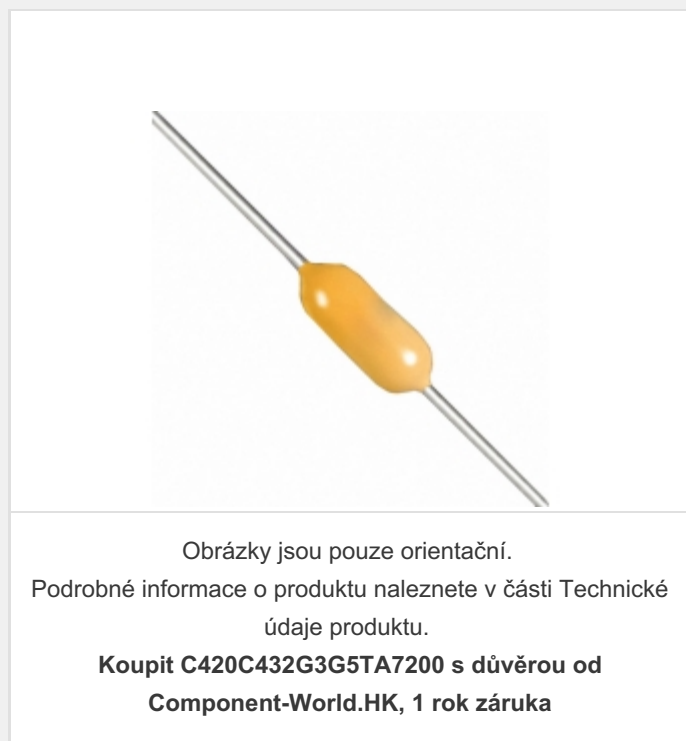 Obrázky jsou pouze orientační.
Podrobné informace o produktu naleznete v části Technické
údaje produktu.
Koupit C420C432G3G5TA7200 s důvěrou od
Component-World.HK, 1 rok záruka